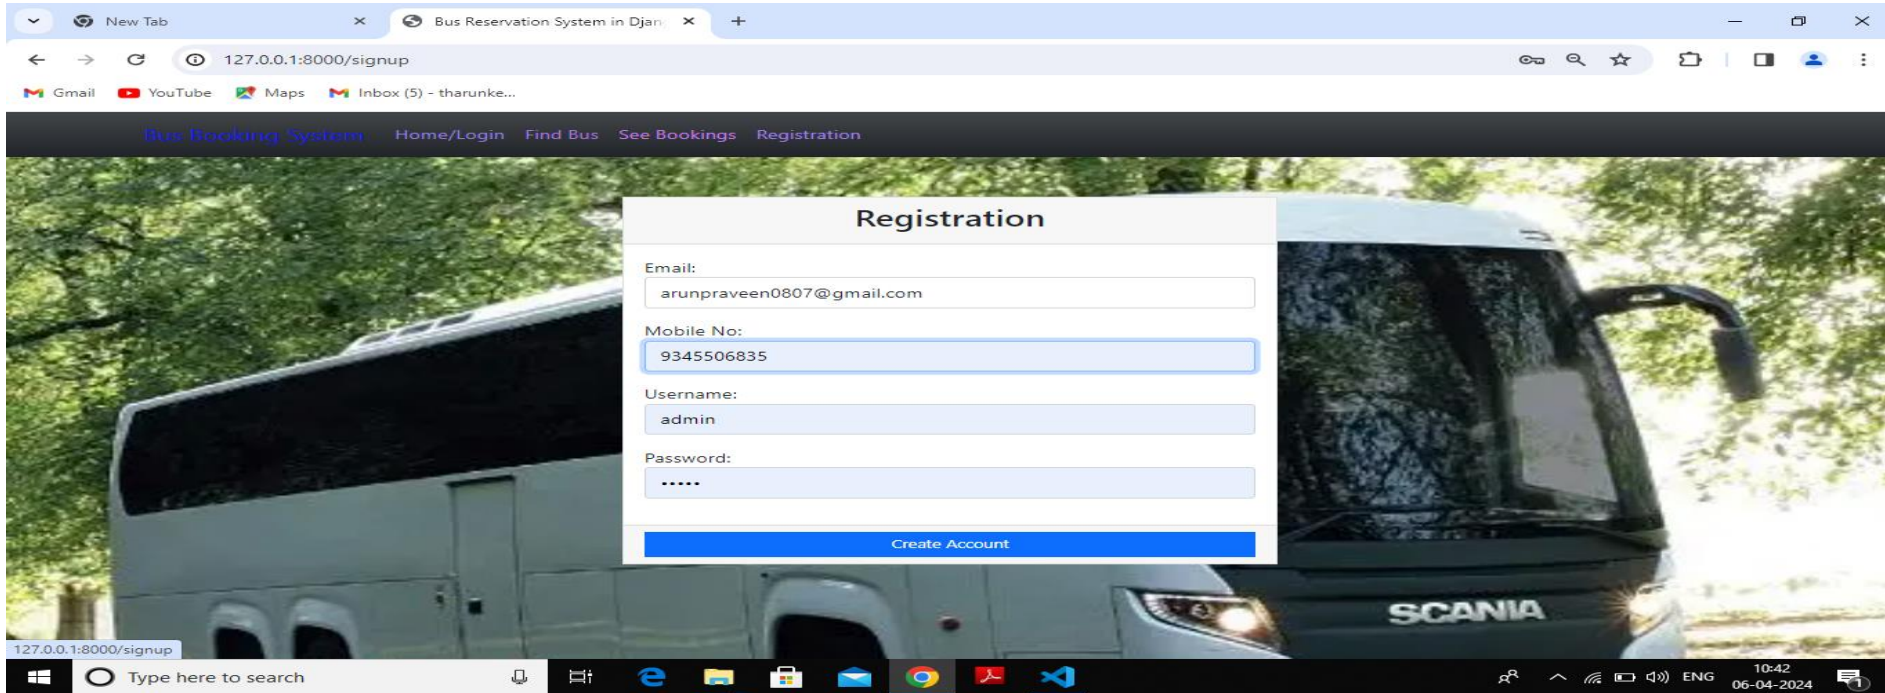 New Tab
Bus Reservation System in Djan
127.0.0.1:8000/signup
Gmail YouTube Maps Inbox (5) - tharunke...
Bus Booking System Home/Login Find Bus See Bookings Registration
Registration
Email:
arunpraveen0807@gmail.com
Mobile No:
9345506835
Username:
admin
Password:
•••••
Create Account
SCANIA
127.0.0.1:8000/signup
Type here to search
ENG
10:42
06-04-2024
1